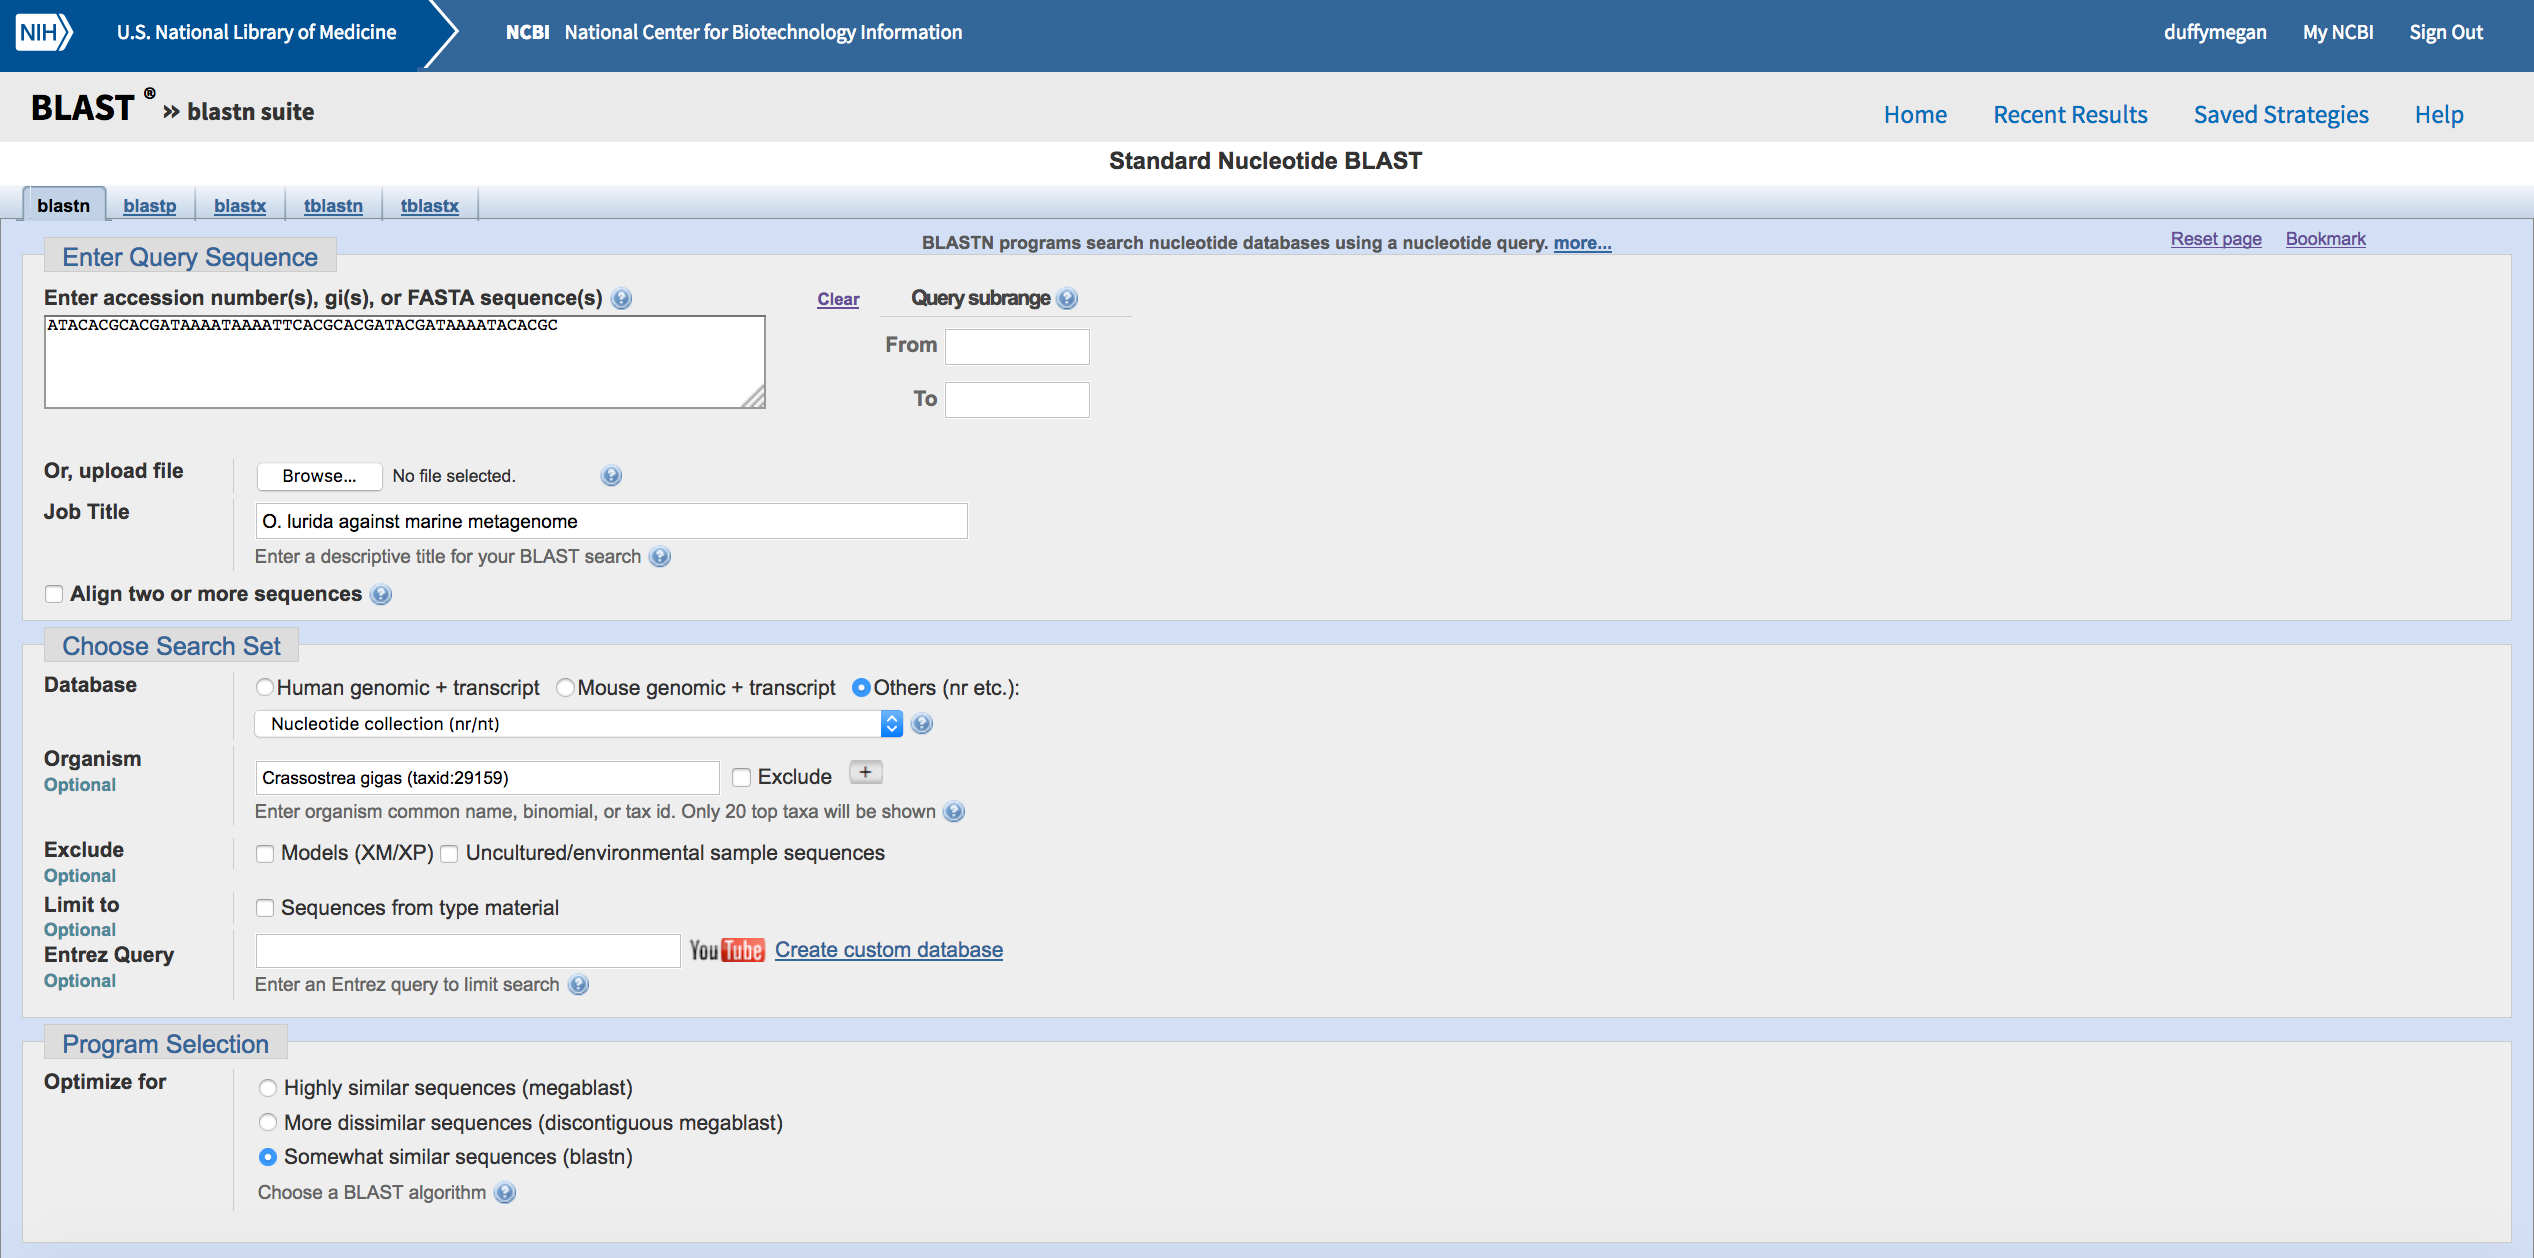 NIH U.S. National Library of Medicine NCBI National Center for Biotechnology Information duffymegan My NCBI Sign Out
BLAST ® » blastn suite Home Recent Results Saved Strategies Help
Standard Nucleotide BLAST
blastn blastp blastx tblastn tblastx
BLASTN programs search nucleotide databases using a nucleotide query. more... Reset page Bookmark
Enter Query Sequence
Enter accession number(s), gi(s), or FASTA sequence(s) Clear Query subrange
ATACACGCACGATAAAATAAAATTCACGCACGATACGATAAAATACACGC
From
To
Or, upload file Browse... No file selected.
Job Title O. lurida against marine metagenome
Enter a descriptive title for your BLAST search
Align two or more sequences
Choose Search Set
Database Human genomic + transcript Mouse genomic + transcript Others (nr etc.):
Nucleotide collection (nr/nt)
Organism
Optional
Crassostrea gigas (taxid:29159) Exclude +
Enter organism common name, binomial, or tax id. Only 20 top taxa will be shown
Exclude Models (XM/XP) Uncultured/environmental sample sequences
Optional
Limit to Sequences from type material
Optional
Entrez Query YouTube Create custom database
Optional Enter an Entrez query to limit search
Program Selection
Optimize for Highly similar sequences (megablast)
More dissimilar sequences (discontiguous megablast)
Somewhat similar sequences (blastn)
Choose a BLAST algorithm